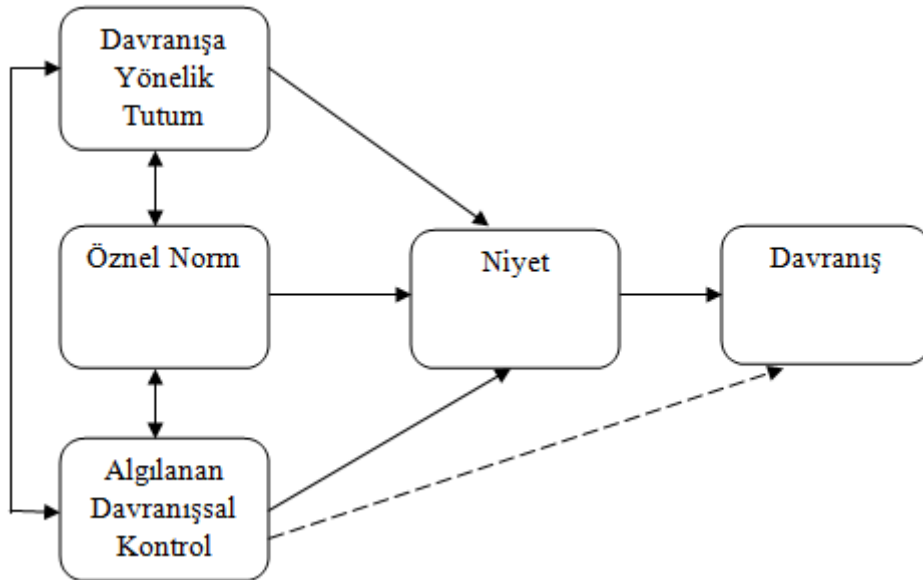 Davranışa
Yönelik
Tutum
Öznel Norm
Niyet
Davranış
Algılanan
Davranışsal
Kontrol